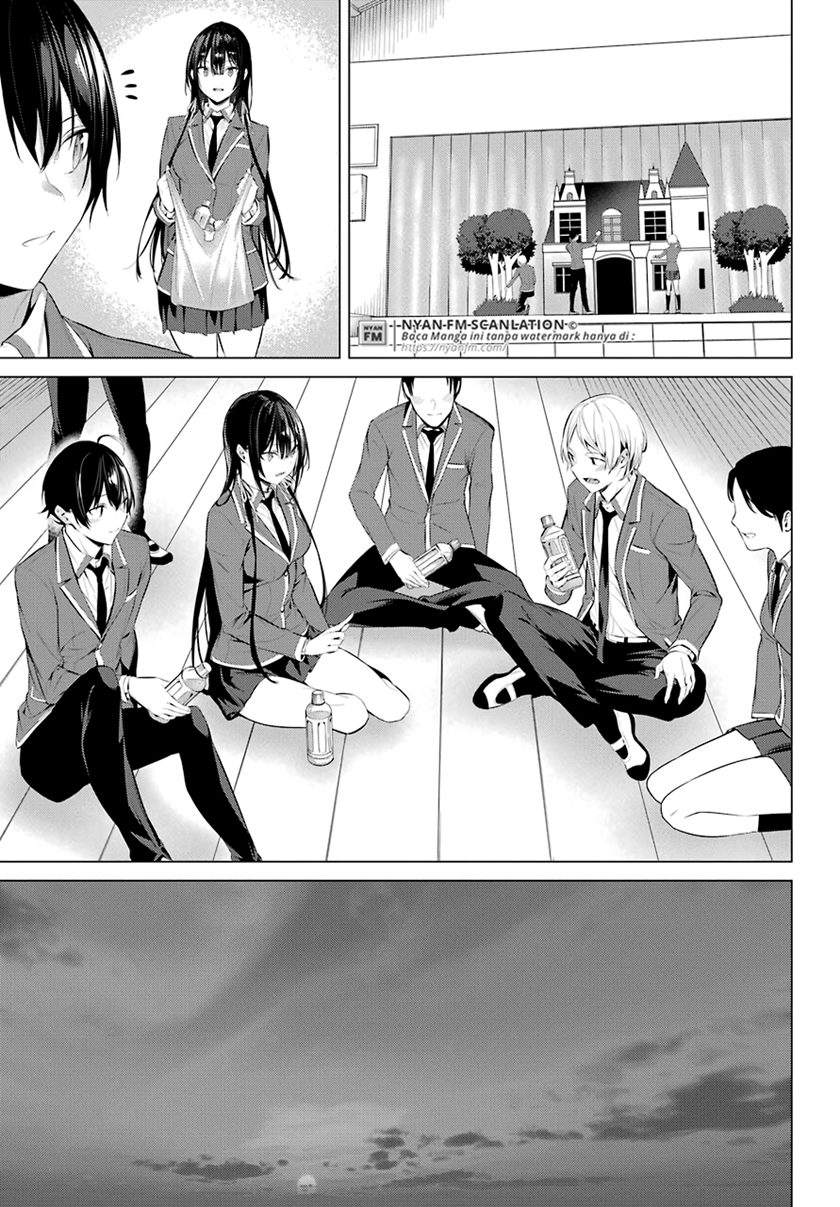 NYAN
FM
NYAN FM SCANLATION ©
Baca Manga ini tanpa watermark hanya di :
https://nyanfm.com/